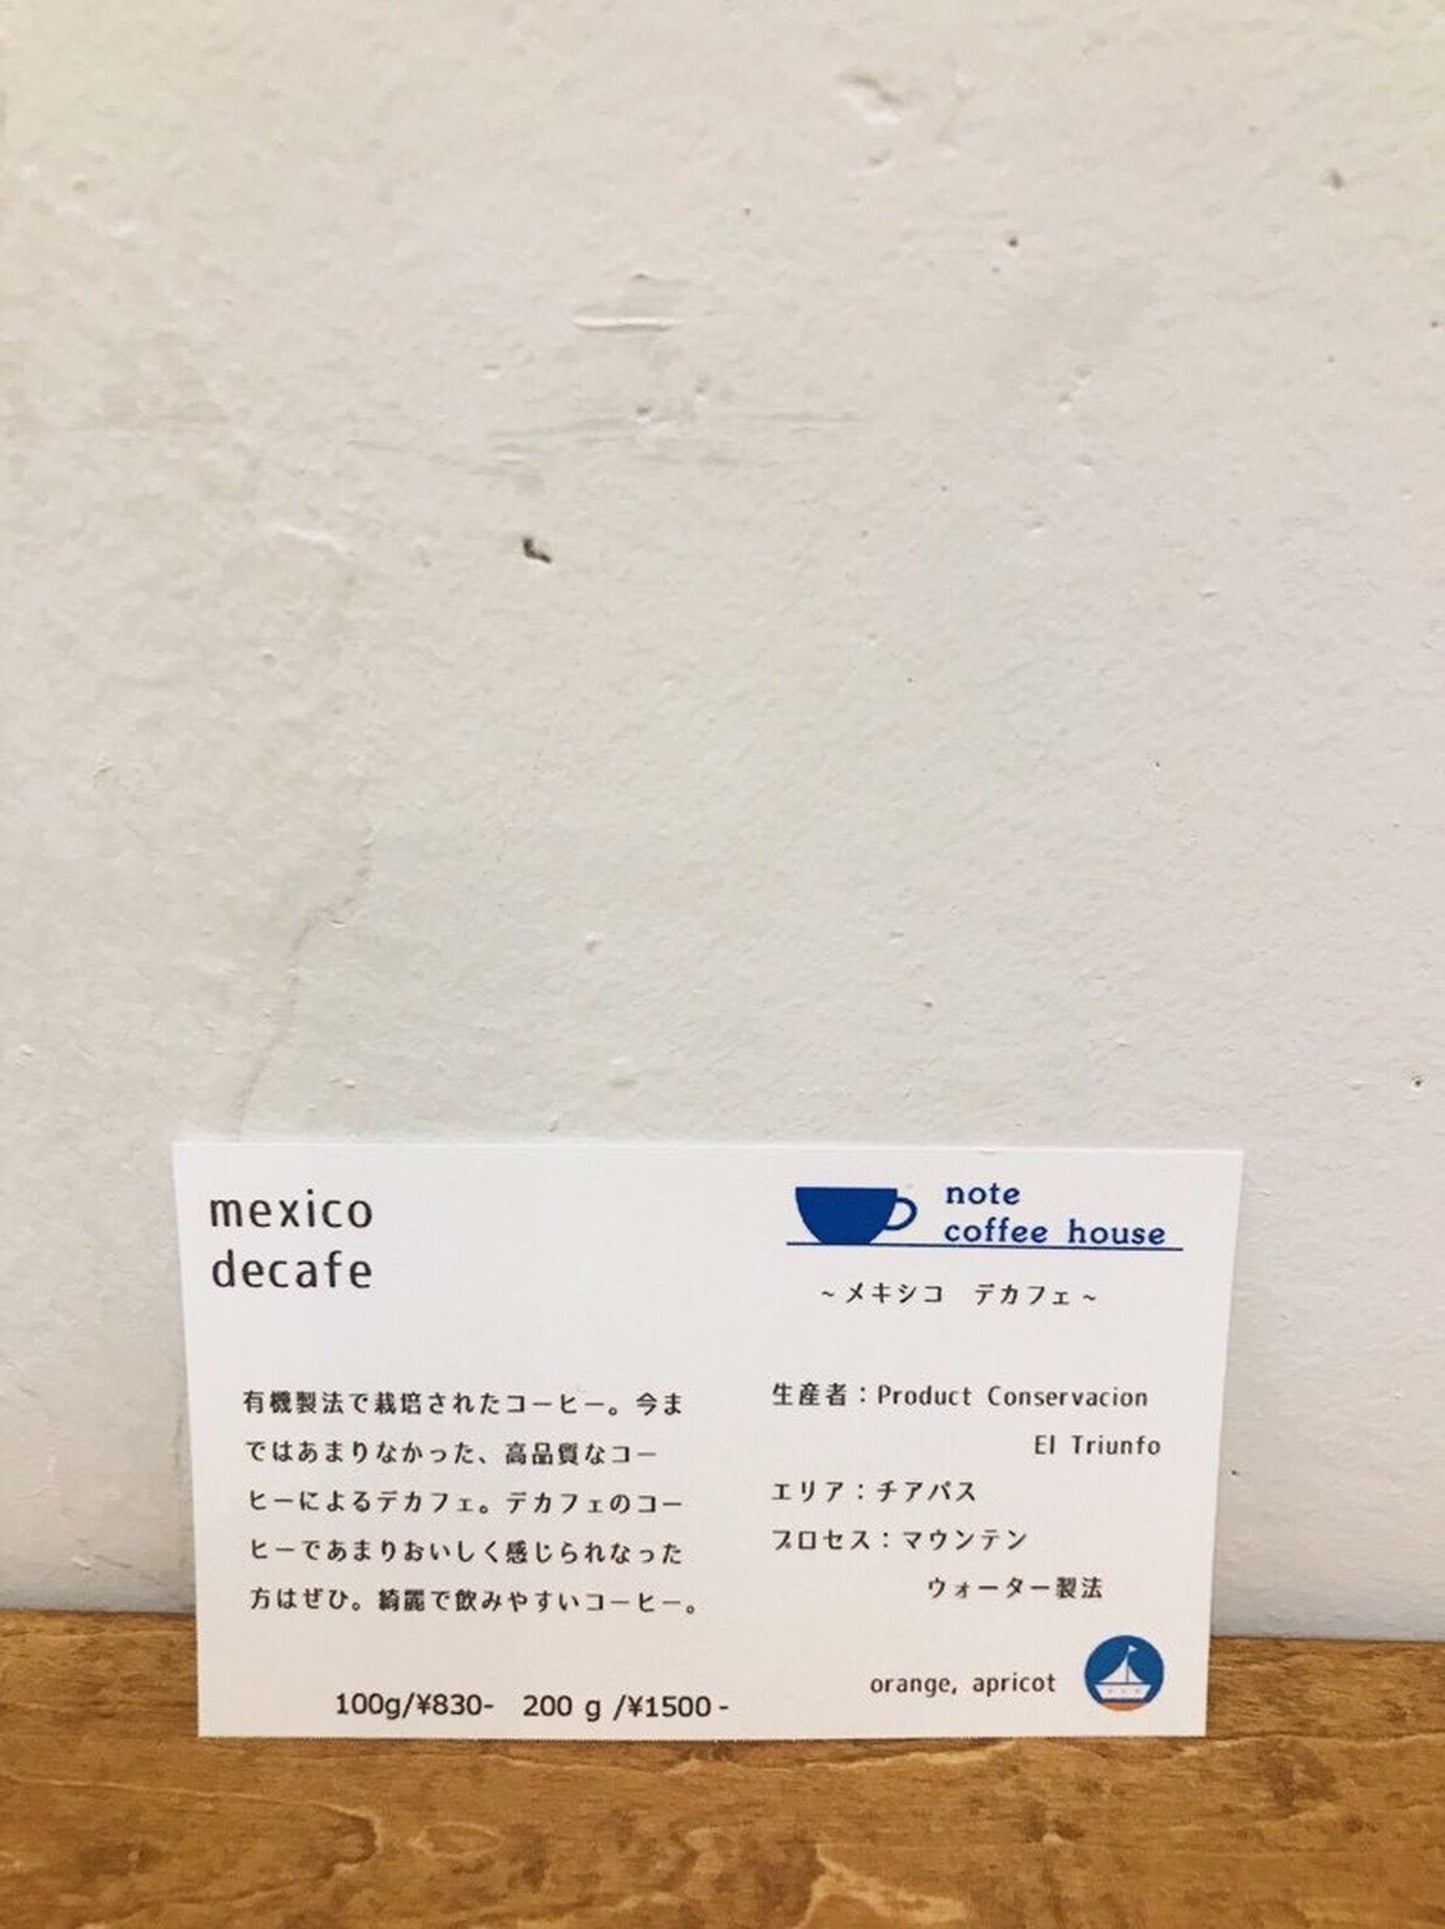 mexico
decafe
有機製法で栽培されたコーヒー。今ま
ではあまりなかった、高品質なコー
ヒーによるデカフェ。デカフェのコー
ヒーであまりおいしく感じられなった
方はぜひ。綺麗で飲みやすいコーヒー。
100g/¥830- 200 g /¥1500 -
note
coffee house
~メキシコ デカフェ~
生産者：Product Conservacion
El Triunfo
エリア：チアパス
プロセス：マウンテン
ウォーター製法
orange, apricot